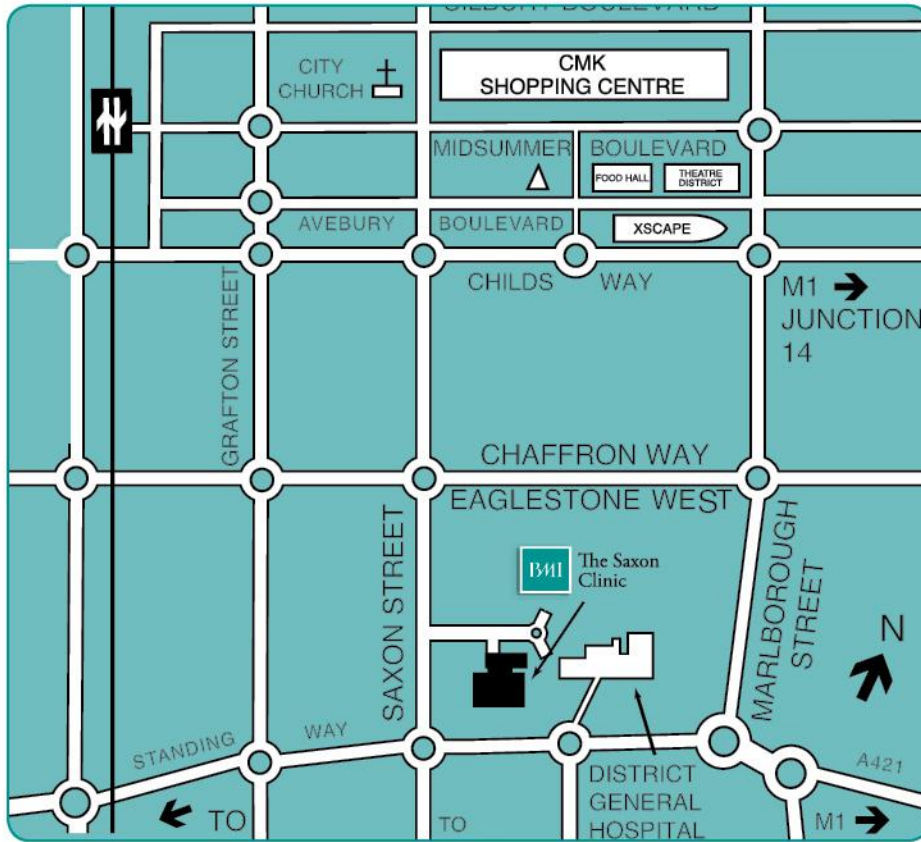 BOULEVARD
CITY
CHURCH
CMK
SHOPPING CENTRE
MIDSUMMER BOULEVARD
FOOD HALL
THEATRE
DISTRICT
AVEBURY BOULEVARD
XSCAPE
CHILDS WAY
M1
JUNCTION
14
GRAFTON STREET
CHAFFRON WAY
EAGLESTONE WEST
SAXON STREET
BMI
The Saxon
Clinic
MARLBOROUGH
STREET
N
STANDING WAY
A421
DISTRICT
GENERAL
HOSPITAL
TO
TO
M1